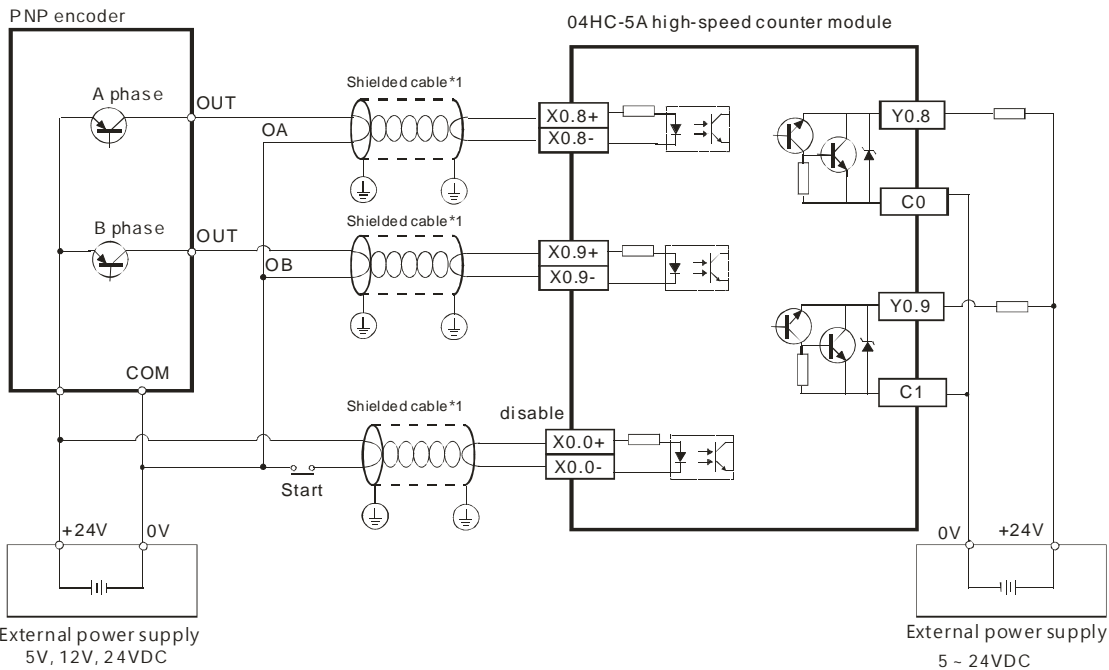 PNP encoder
04HC-5A high-speed counter module
A phase
OUT
OA
Shielded cable*1
X0.8+
X0.8-
Y0.8
C0
B phase
OUT
OB
Shielded cable*1
X0.9+
X0.9-
Y0.9
C1
COM
Shielded cable*1
disable
X0.0+
X0.0-
Start
+24V
0V
0V
+24V
External power supply
5V, 12V, 24VDC
External power supply
5 ~ 24VDC